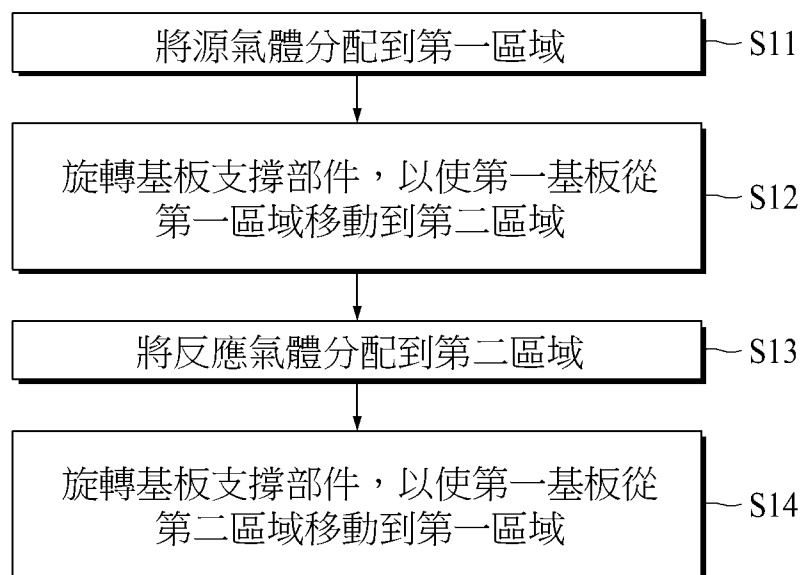 將源氣體分配到第一區域
S11
旋轉基板支撐部件，以使第一基板從
第一區域移動到第二區域
S12
將反應氣體分配到第二區域
S13
旋轉基板支撐部件，以使第一基板從
第二區域移動到第一區域
S14